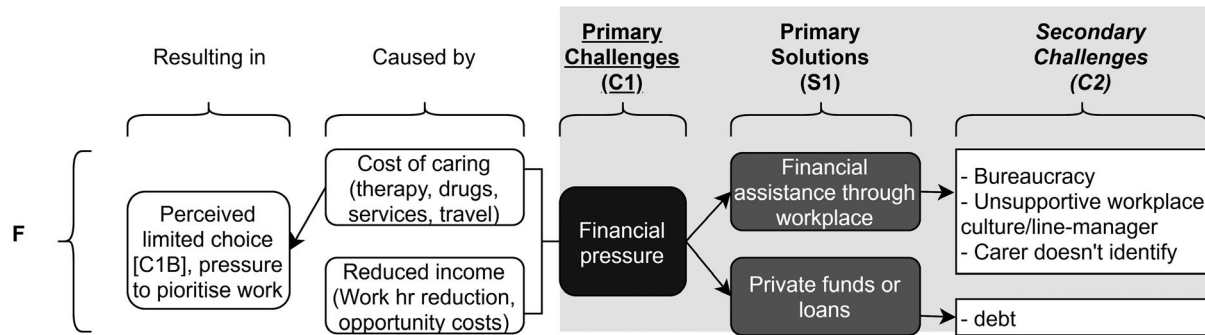 Resulting in
Caused by
Primary
Challenges
(C1)
Primary
Solutions
(S1)
Secondary
Challenges
(C2)
F
Perceived
limited choice
[C1B], pressure
to pioritise work
Cost of caring
(therapy, drugs,
services, travel)
Reduced income
(Work hr reduction,
opportunity costs)
Financial
pressure
Financial
assistance through
workplace
Private funds or
loans
- Bureaucracy
- Unsupportive workplace
culture/line-manager
- Carer doesn't identify
- debt